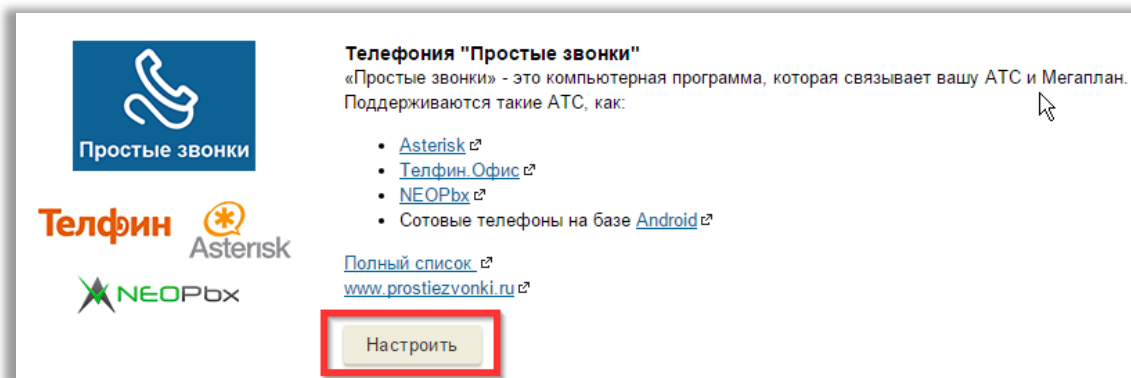 Простые звонки
Телфин
Asterisk
NEOPbx
Телефония "Простые звонки"
«Простые звонки» - это компьютерная программа, которая связывает вашу АТС и Мегаплан.
Поддерживаются такие АТС, как:
Asterisk
Телфин.Офис
NEOPbx
Сотовые телефоны на базе Android
Полный список
www.prostiezvonki.ru
Настроить